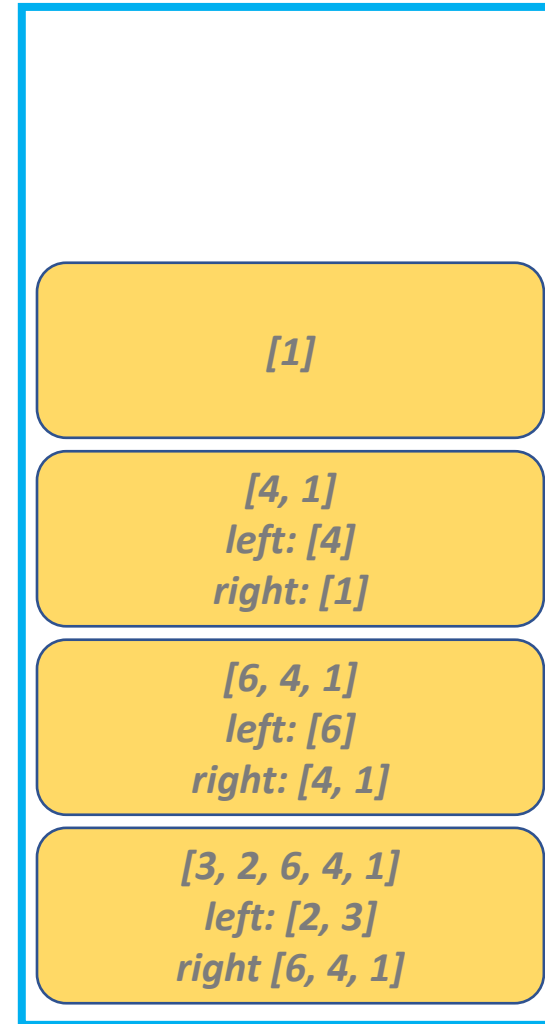 [1]
[4, 1]
left: [4]
right: [1]
[6, 4, 1]
left: [6]
right: [4, 1]
[3, 2, 6, 4, 1]
left: [2, 3]
right [6, 4, 1]